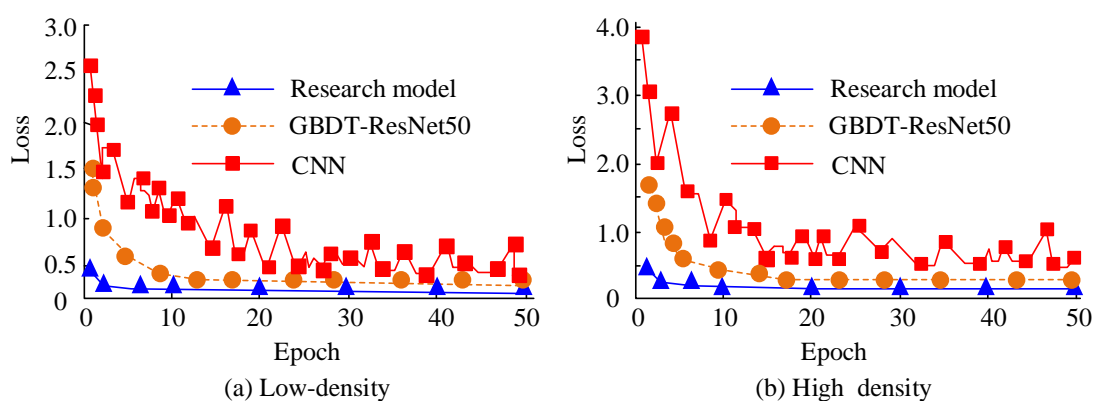 3.0
2.5
2.0
1.5
1.0
0.5
0
Loss
Research model
GBDT-ResNet50
CNN
0 10 20 30 40 50
Epoch
(a) Low-density
4.0
3.0
2.0
1.0
0
Loss
Research model
GBDT-ResNet50
CNN
0 10 20 30 40 50
Epoch
(b) High density